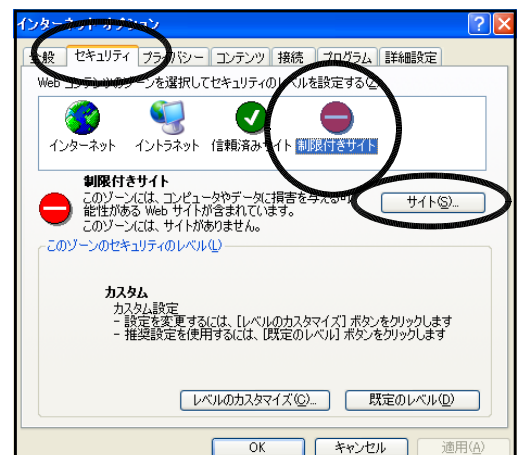 インターネット オプション
全般 セキュリティ プライバシー コンテンツ 接続 プログラム 詳細設定
Web コンテンツのゾーンを選択してセキュリティのレベルを設定する(Z)
インターネット イントラネット 信頼済みサイト 制限付きサイト
制限付きサイト
このゾーンには、コンピュータやデータに損害を与える可
能性がある Web サイトが含まれています。
このゾーンには、サイトがありません。
サイト(S)...
このゾーンのセキュリティのレベル(L)
カスタム
カスタム設定
- 設定を変更するには、[レベルのカスタマイズ] ボタンをクリックします
- 推奨設定を使用するには、[既定のレベル] ボタンをクリックします
レベルのカスタマイズ(C)... 既定のレベル(D)
OK キャンセル 適用(A)